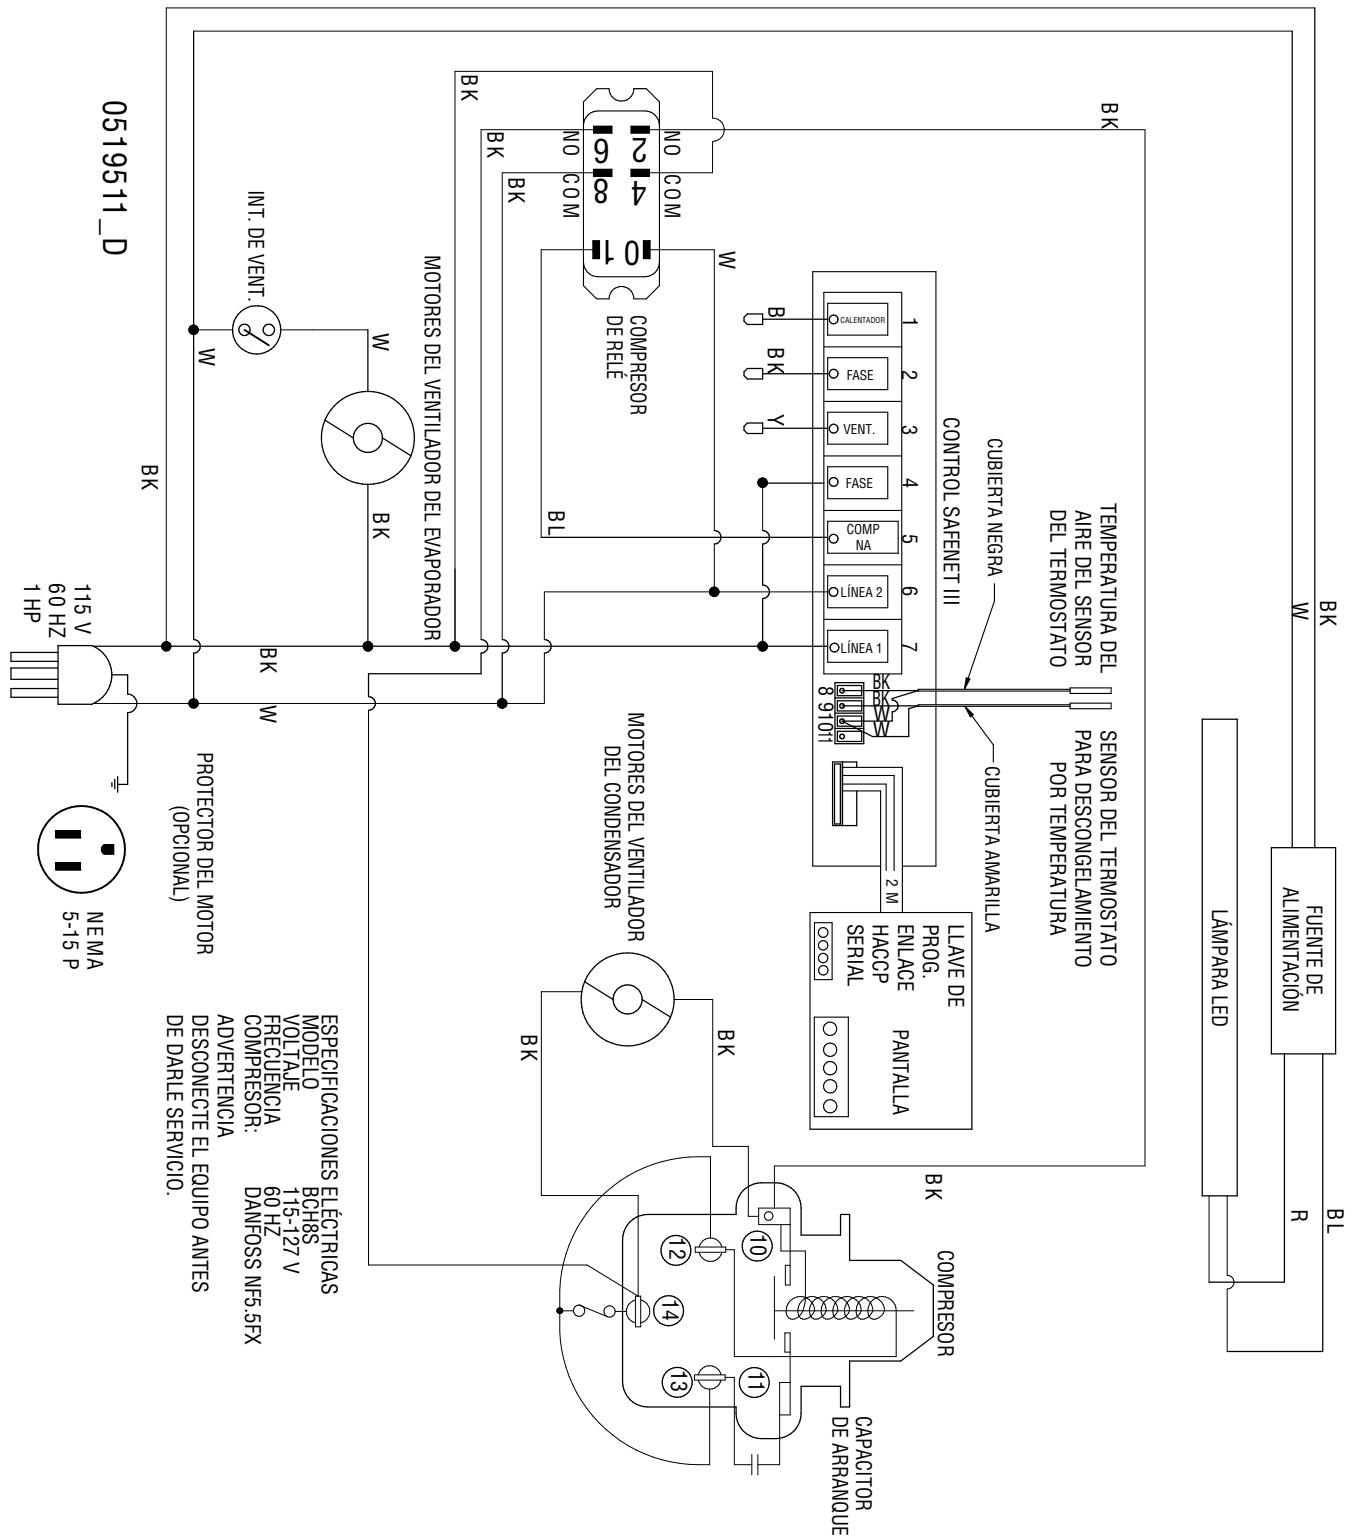 BK
W
BK
FUENTE DE
ALIMENTACIÓN
LÁMPARA LED
BL
R
TEMPERATURA DEL
AIRE DEL SENSOR
DEL TERMOSTATO
SENSOR DEL TERMOSTATO
PARA DESCONGELAMIENTO
POR TEMPERATURA
CUBIERTA NEGRA
CUBIERTA AMARILLA
CONTROL SAFENET III
1
2
3
4
5
6
7
CALENTADOR
FASE
VENT.
FASE
COMP
NA
LÍNEA 2
LÍNEA 1
8
9
10
11
BK
BK
W
W
B
BK
Y
2 M
LLAVE DE
PROG.
ENLACE
HACCP
SERIAL
PANTALLA
NO
COM
2
4
0
6
8
1
NO
COM
COMPRESOR
DE RELÉ
W
BK
BK
BK
BL
MOTORES DEL VENTILADOR DEL EVAPORADOR
INT. DE VENT.
W
W
BK
BK
BK
W
115 V
60 HZ
1 HP
PROTECTOR DEL MOTOR
(OPCIONAL)
NEMA
5-15 P
MOTORES DEL VENTILADOR
DEL CONDENSADOR
BK
BK
BK
COMPRESOR
10
12
14
11
13
CAPACITOR
DE ARRANQUE
ESPECIFICACIONES ELÉCTRICAS
MODELO BCH8S
VOLTAJE 115-127 V
FRECUENCIA 60 HZ
COMPRESOR: DANFOSS NF5.5FX
ADVERTENCIA
DESCONECTE EL EQUIPO ANTES
DE DARLE SERVICIO.
0519511_D